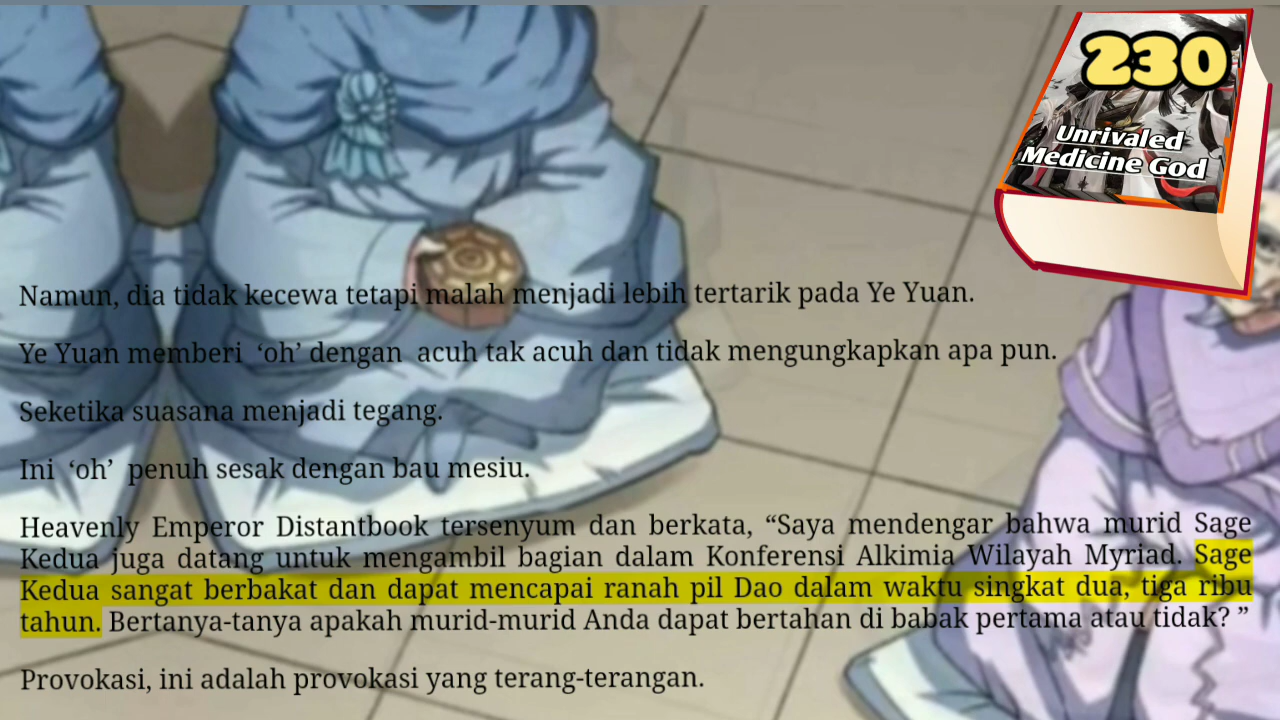 230
Unrivaled
Medicine God
Namun, dia tidak kecewa tetapi malah menjadi lebih tertarik pada Ye Yuan.
Ye Yuan memberi ‘oh’ dengan acuh tak acuh dan tidak mengungkapkan apa pun.
Seketika suasana menjadi tegang.
Ini ‘oh’ penuh sesak dengan bau mesiu.
Heavenly Emperor Distantbook tersenyum dan berkata, “Saya mendengar bahwa murid Sage
Kedua juga datang untuk mengambil bagian dalam Konferensi Alkimia Wilayah Myriad. Sage
Kedua sangat berbakat dan dapat mencapai ranah pil Dao dalam waktu singkat dua, tiga ribu
tahun. Bertanya-tanya apakah murid-murid Anda dapat bertahan di babak pertama atau tidak? ”
Provokasi, ini adalah provokasi yang terang-terangan.